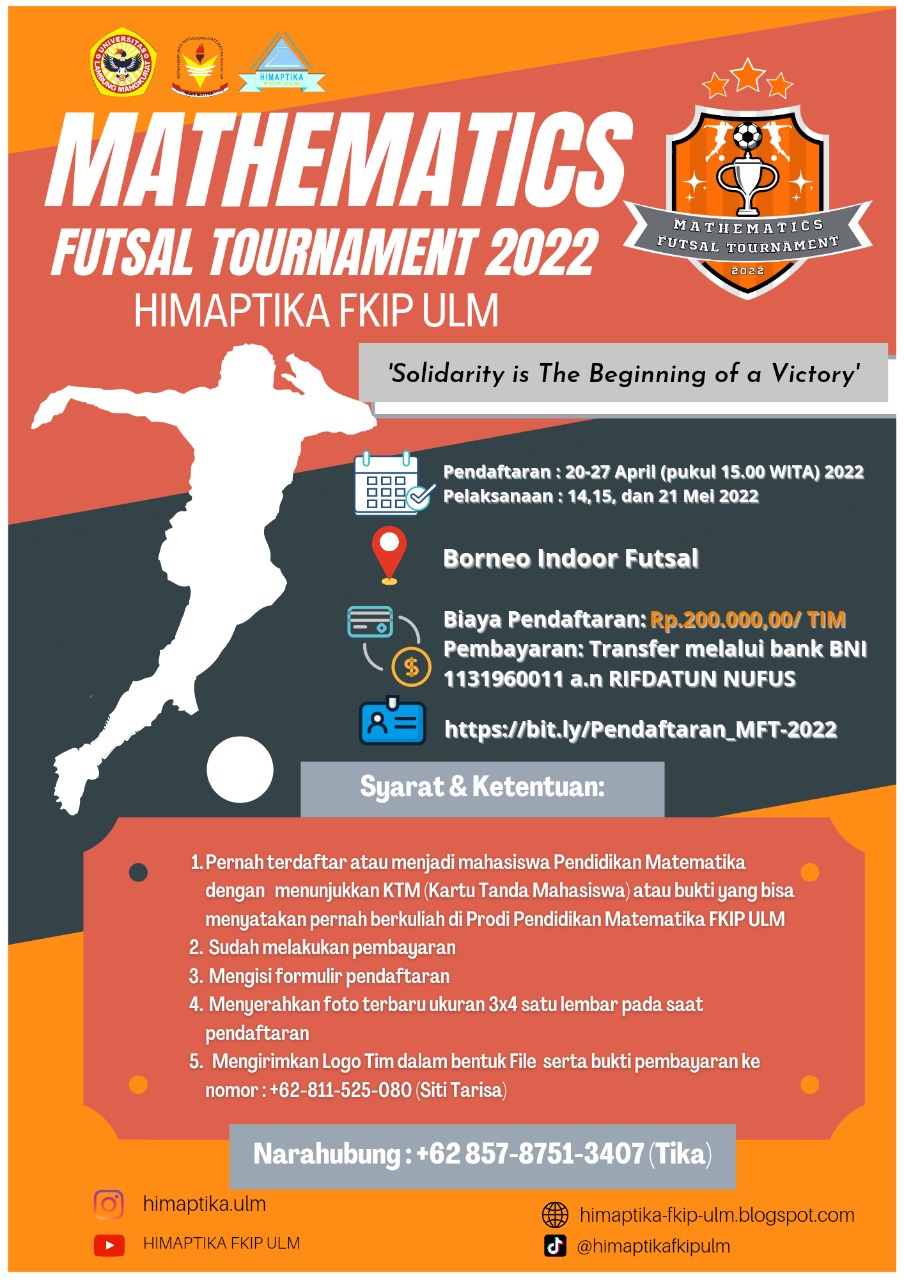 UNIVERSITAS
LAMBUNG MANGKURAT
HIMAPTIKA
MATHEMATICS
FUTSAL TOURNAMENT 2022
HIMAPTIKA FKIP ULM
MATHEMATICS
FUTSAL TOURNAMENT
2022
'Solidarity is The Beginning of a Victory'
Pendaftaran : 20-27 April (pukul 15.00 WITA) 2022
Pelaksanaan : 14,15, dan 21 Mei 2022
Borneo Indoor Futsal
Biaya Pendaftaran: Rp.200.000,00/ TIM
Pembayaran: Transfer melalui bank BNI
1131960011 a.n RIFDATUN NUFUS
https://bit.ly/Pendaftaran_MFT-2022
Syarat & Ketentuan:
1. Pernah terdaftar atau menjadi mahasiswa Pendidikan Matematika
dengan menunjukkan KTM (Kartu Tanda Mahasiswa) atau bukti yang bisa
menyatakan pernah berkuliah di Prodi Pendidikan Matematika FKIP ULM
2. Sudah melakukan pembayaran
3. Mengisi formulir pendaftaran
4. Menyerahkan foto terbaru ukuran 3x4 satu lembar pada saat
pendaftaran
5. Mengirimkan Logo Tim dalam bentuk File serta bukti pembayaran ke
nomor : +62-811-525-080 (Siti Tarisa)
Narahubung : +62 857-8751-3407 (Tika)
himaptika.ulm
HIMAPTIKA FKIP ULM
himaptika-fkip-ulm.blogspot.com
@himaptikafkipulm